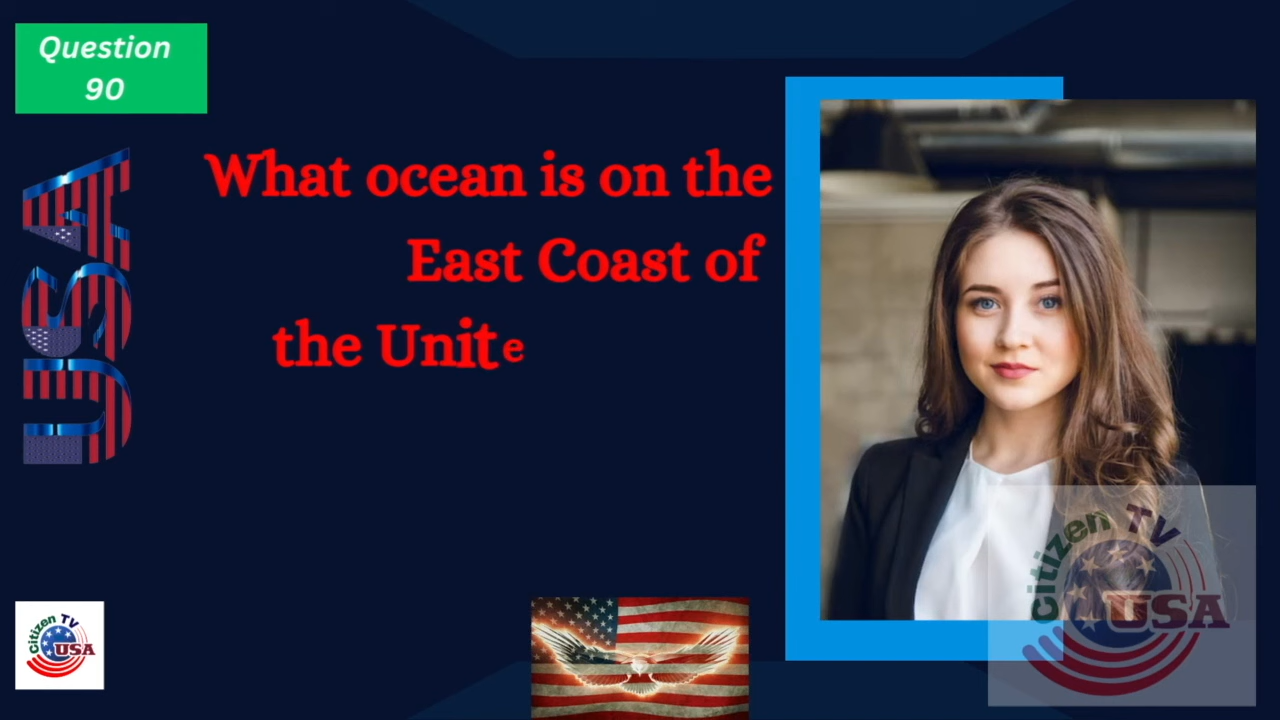 Question
90
USA
What ocean is on the
East Coast of
the Unite
Citizen TV
USA
Citizen TV
USA